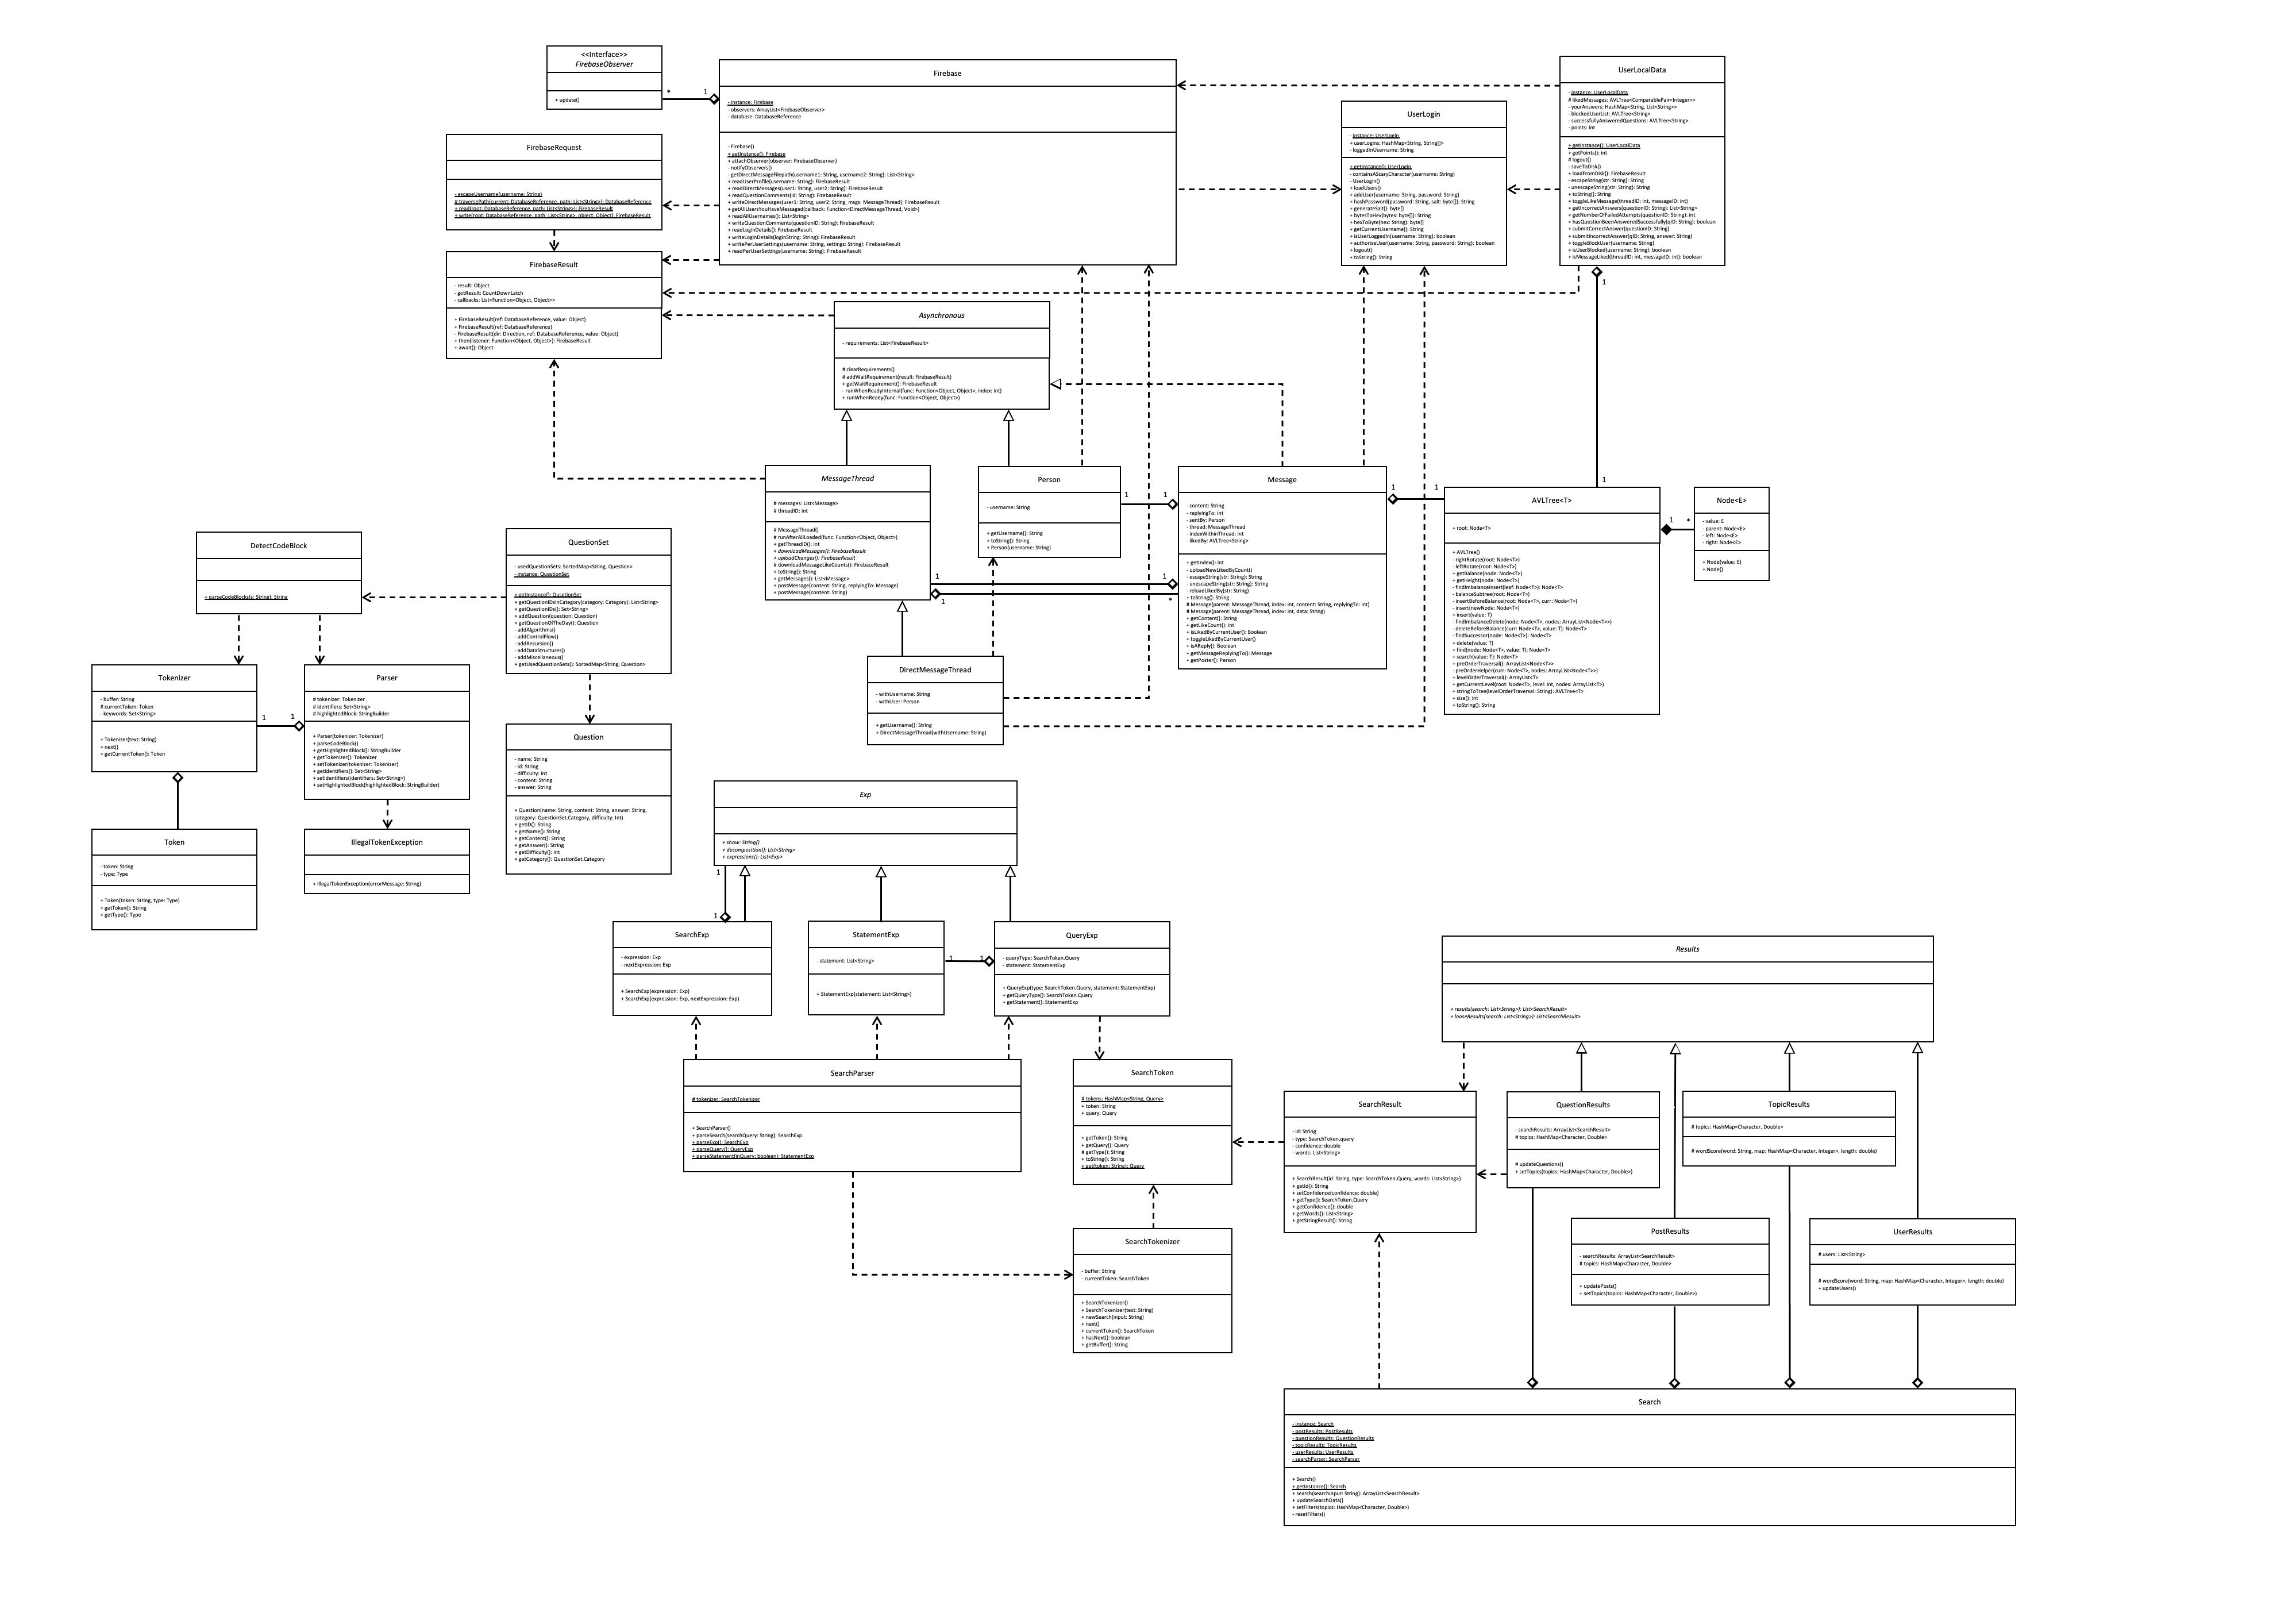 <<Interface>>
FirebaseObserver
+ update()
*
1
Firebase
- instance: Firebase
- observers: ArrayList<FirebaseObserver>
- database: DatabaseReference
- Firebase()
+ getInstance(): Firebase
+ attachObserver(observer: FirebaseObserver)
- notifyObservers()
- getDirectMessageFilepath(username1: String, username2: String): List<String>
+ readUserProfile(username: String): FirebaseResult
+ readDirectMessages(user1: String, user2: String): FirebaseResult
+ readQuestionComments(id: String): FirebaseResult
+ writeDirectMessages(user1: String, user2: String, msgs: MessageThread): FirebaseResult
+ getAllUsersYouHaveMessaged(callback: Function<DirectMessageThread, Void>)
+ readAllUsernames(): List<String>
+ writeQuestionComments(questionID: String): FirebaseResult
+ readLoginDetails(): FirebaseResult
+ writeLoginDetails(loginString: String): FirebaseResult
+ writePerUserSettings(username: String, settings: String): FirebaseResult
+ readPerUserSettings(username: String): FirebaseResult
UserLogin
- instance: UserLogin
+ userLogins: HashMap<String, String[]>
- loggedInUsername: String
+ getInstance(): UserLogin
- containsAScaryCharacter(username: String)
- UserLogin()
+ loadUsers()
+ addUser(username: String, password: String)
+ hashPassword(password: String, salt: byte[]): String
+ generateSalt(): byte[]
+ bytesToHex(bytes: byte[]): String
+ hexToByte(hex: String): byte[]
+ getCurrentUsername(): String
+ isUserLoggedIn(username: String): boolean
+ authoriseUser(username: String, password: String): boolean
+ logout()
+ toString(): String
UserLocalData
- instance: UserLocalData
# likedMessages: AVLTree<ComparablePair<Integer>>
- yourAnswers: HashMap<String, List<String>>
- blockedUserList: AVLTree<String>
- successfullyAnsweredQuestions: AVLTree<String>
- points: int
+ getInstance(): UserLocalData
+ getPoints(): int
# logout()
- saveToDisk()
+ loadFromDisk(): FirebaseResult
- escapeString(str: String): String
- unescapeString(str: String): String
+ toString(): String
+ toggleLikeMessage(threadID: int, messageID: int)
+ getIncorrectAnswers(questionID: String): List<String>
+ getNumberOfFailedAttempts(questionID: String): int
+ hasQuestionBeenAnsweredSuccessfully(qID: String): boolean
+ submitCorrectAnswer(questionID: String)
+ submitIncorrectAnswer(qID: String, answer: String)
+ toggleBlockUser(username: String)
+ isUserBlocked(username: String): boolean
+ isMessageLiked(threadID: int, messageID: int): boolean
1
FirebaseRequest
- escapeUsername(username: String)
# traversePath(current: DatabaseReference, path: List<String>): DatabaseReference
+ read(root: DatabaseReference, path: List<String>): FirebaseResult
+ write(root: DatabaseReference, path: List<String>, object: Object): FirebaseResult
FirebaseResult
- result: Object
- gotResult: CountDownLatch
- callbacks: List<Function<Object, Object>>
+ FirebaseResult(ref: DatabaseReference, value: Object)
+ FirebaseResult(ref: DatabaseReference)
- FirebaseResult(dir: Direction, ref: DatabaseReference, value: Object)
+ then(listener: Function<Object, Object>): FirebaseResult
+ await(): Object
Asynchronous
- requirements: List<FirebaseResult>
# clearRequirements()
# addWaitRequirement(result: FirebaseResult)
+ getWaitRequirement(): FirebaseResult
- runWhenReadyInternal(func: Function<Object, Object>, index: int)
+ runWhenReady(func: Function<Object, Object>)
MessageThread
# messages: List<Message>
# threadID: int
# MessageThread()
# runAfterAllLoaded(func: Function<Object, Object>)
+ getThreadID(): int
+ downloadMessages(): FirebaseResult
+ uploadChanges(): FirebaseResult
# downloadMessageLikeCounts(): FirebaseResult
+ toString(): String
+ getMessages(): List<Message>
+ postMessage(content: String, replyingTo: Message)
+ postMessage(content: String)
1
1
1
*
Person
- username: String
+ getUsername(): String
+ toString(): String
+ Person(username: String)
1
1
Message
- content: String
- replyingTo: int
- sentBy: Person
- thread: MessageThread
- indexWithinThread: int
- likedBy: AVLTree<String>
+ getIndex(): int
- uploadNewLikedByCount()
- escapeString(str: String): String
- unescapeString(str: String): String
- reloadLikedBy(str: String)
+ toString(): String
# Message(parent: MessageThread, index: int, content: String, replyingTo: int)
# Message(parent: MessageThread, index: int, data: String)
+ getContent(): String
+ getLikeCount(): int
+ isLikedByCurrentUser(): Boolean
+ toggleLikedByCurrentUser()
+ isAReply(): Boolean
+ getMessageReplyingTo(): Message
+ getPoster(): Person
1
1
1
AVLTree<T>
+ root: Node<T>
+ AVLTree()
- rightRotate(root: Node<T>)
- leftRotate(root: Node<T>)
+ getBalance(node: Node<T>)
+ getHeight(node: Node<T>)
- findImbalanceInsert(leaf: Node<T>): Node<T>
- balanceSubtree(root: Node<T>)
- insertBeforeBalance(root: Node<T>, curr: Node<T>)
- insert(newNode: Node<T>)
+ insert(value: T)
- findImbalanceDelete(node: Node<T>, nodes: ArrayList<Node<T>>)
- deleteBeforeBalance(curr: Node<T>, value: T): Node<T>
- findSuccessor(node: Node<T>): Node<T>
+ delete(value: T)
+ find(node: Node<T>, value: T): Node<T>
+ search(value: T): Node<T>
+ preOrderTraversal(): ArrayList<Node<T>>
- preOrderHelper(curr: Node<T>, nodes: ArrayList<Node<T>>)
+ levelOrderTraversal(): ArrayList<T>
+ getCurrentLevel(root: Node<T>, level: int, nodes: ArrayList<T>)
+ stringToTree(levelOrderTraversal: String): AVLTree<T>
+ size(): int
+ toString(): String
1
*
Node<E>
- value: E
- parent: Node<E>
- left: Node<E>
- right: Node<E>
+ Node(value: E)
+ Node()
DetectCodeBlock
+ parseCodeBlocks(s: String): String
QuestionSet
- usedQuestionSets: SortedMap<String, Question>
- instance: QuestionSet
+ getInstance(): QusetionSet
+ getQuestionIDsInCategory(category: Category): List<String>
+ getQuestionIDs(): Set<String>
+ addQuestion(question: Question)
+ getQuestionOfTheDay(): Question
- addAlgorithms()
- addControlFlow()
- addRecursion()
- addDataStructures()
- addMiscellaneous()
+ getUsedQuestionSets(): SortedMap<String, Question>
DirectMessageThread
- withUsername: String
- withUser: Person
+ getUsername(): String
+ DirectMessageThread(withUsername: String)
Tokenizer
- buffer: String
# currentToken: Token
- keywords: Set<String>
+ Tokenizer(text: String)
+ next()
+ getCurrentToken(): Token
1
1
Parser
# tokenizer: Tokenizer
# identifiers: Set<String>
# highlightedBlock: StringBuilder
+ Parser(tokenizer: Tokenizer)
+ parseCodeBlock()
+ getHighlightedBlock(): StringBuilder
+ getTokenizer(): Tokenizer
+ setTokenizer(tokenizer: Tokenizer)
+ getIdentifiers(): Set<String>
+ setIdentifiers(identifiers: Set<String>)
+ setHighlightedBlock(highlightedBlock: StringBuilder)
Question
- name: String
- id: String
- difficulty: int
- content: String
- answer: String
+ Question(name: String, content: String, answer: String,
category: QuestionSet.Category, difficulty: Int)
+ getID(): String
+ getName(): String
+ getContent(): String
+ getAnswer(): String
+ getDifficulty(): int
+ getCategory(): QuestionSet.Category
Token
- token: String
- type: Type
+ Token(token: String, type: Type)
+ getToken(): String
+ getType(): Type
IllegalTokenException
+ IllegalTokenException(errorMessage: String)
Exp
+ show: String()
+ decomposition(): List<String>
+ expressions(): List<Exp>
1
1
SearchExp
- expression: Exp
- nextExpression: Exp
+ SearchExp(expression: Exp)
+ SearchExp(expression: Exp, nextExpression: Exp)
StatementExp
- statement: List<String>
+ StatementExp(statement: List<String>)
1
1
QueryExp
- queryType: SearchToken.Query
- statement: StatementExp
+ QueryExp(type: SearchToken.Query, statement: StatementExp)
+ getQueryType(): SearchToken.Query
+ getStatement(): StatementExp
Results
+ results(search: List<String>): List<SearchResult>
+ looseResults(search: List<String>): List<SearchResult>
SearchParser
# tokenizer: SearchTokenizer
+ SearchParser()
+ parseSearch(searchQuery: String): SearchExp
+ parseExp(): SearchExp
+ parseQuery(): QueryExp
+ parseStatement(inQuery: boolean): StatementExp
SearchToken
# tokens: HashMap<String, Query>
+ token: String
+ query: Query
+ getToken(): String
+ getQuery(): Query
# getType(): String
+ toString(): String
+ get(token: String): Query
SearchResult
- id: String
- type: SearchToken.query
- confidence: double
- words: List<String>
+ SearchResult(id: String, type: SearchToken.Query, words: List<String>)
+ getId(): String
+ setConfidence(confidence: double)
+ getType(): SearchToken.Query
+ getConfidence(): double
+ getWords(): List<String>
+ getStringResult(): String
QuestionResults
- searchResults: ArrayList<SearchResult>
# topics: HashMap<Character, Double>
# updateQuestions()
+ setTopics(topics: HashMap<Character, Double>)
TopicResults
# topics: HashMap<Character, Double>
# wordScore(word: String, map: HashMap<Character, Integer>, length: double)
PostResults
- searchResults: ArrayList<SearchResult>
# topics: HashMap<Character, Double>
+ updatePosts()
+ setTopics(topics: HashMap<Character, Double>)
UserResults
# users: List<String>
# wordScore(word: String, map: HashMap<Character, Integer>, length: double)
+ updateUsers()
SearchTokenizer
- buffer: String
- currentToken: SearchToken
+ SearchTokenizer()
+ SearchTokenizer(text: String)
+ newSearch(input: String)
+ next()
+ currentToken(): SearchToken
+ hasNext(): boolean
+ getBuffer(): String
Search
- instance: Search
- postResults: PostResults
- questionResults: QuestionResults
- topicResults: TopicResults
- userResults: UserResults
- searchParser: SearchParser
+ Search()
+ getInstance(): Search
+ search(searchInput: String): ArrayList<SearchResult>
+ updateSearchData()
+ setFilters(topics: HashMap<Character, Double>)
- resetFilters()